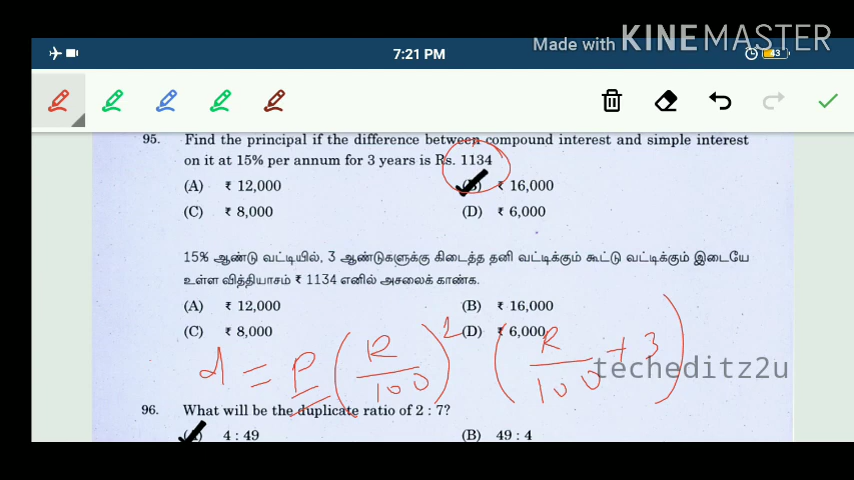 Made with KINEMASTER
7:21 PM
43
95. Find the principal if the difference between compound interest and simple interest
on it at 15% per annum for 3 years is Rs. 1134
(A) ₹ 12,000 (B) ₹ 16,000
(C) ₹ 8,000 (D) ₹ 6,000
15% ஆண்டு வட்டியில், 3 ஆண்டுகளுக்கு கிடைத்த தனி வட்டிக்கும் கூட்டு வட்டிக்கும் இடையே
உள்ள வித்தியாசம் ₹ 1134 எனில் அசலைக் காண்க.
(A) ₹ 12,000 (B) ₹ 16,000
(C) ₹ 8,000 (D) ₹ 6,000
d = P (R/100)² (R/100 + 3)
techeditz2u
96. What will be the duplicate ratio of 2 : 7?
(A) 4 : 49 (B) 49 : 4